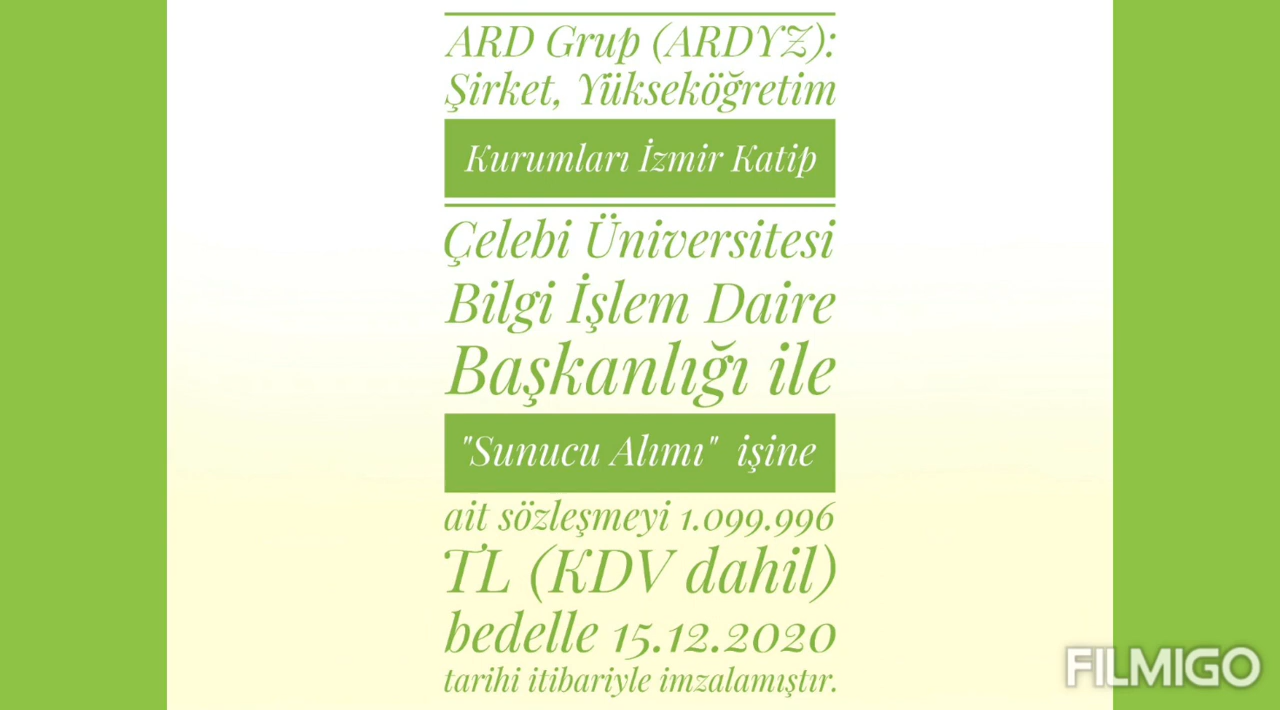 ARD Grup (ARDYZ):
Şirket, Yükseköğretim
Kurumları İzmir Katip
Çelebi Üniversitesi
Bilgi İşlem Daire
Başkanlığı ile
"Sunucu Alımı" işine
ait sözleşmeyi 1.099.996
TL (KDV dahil)
bedelle 15.12.2020
tarihi itibariyle imzalamıştır.
FILMIGO